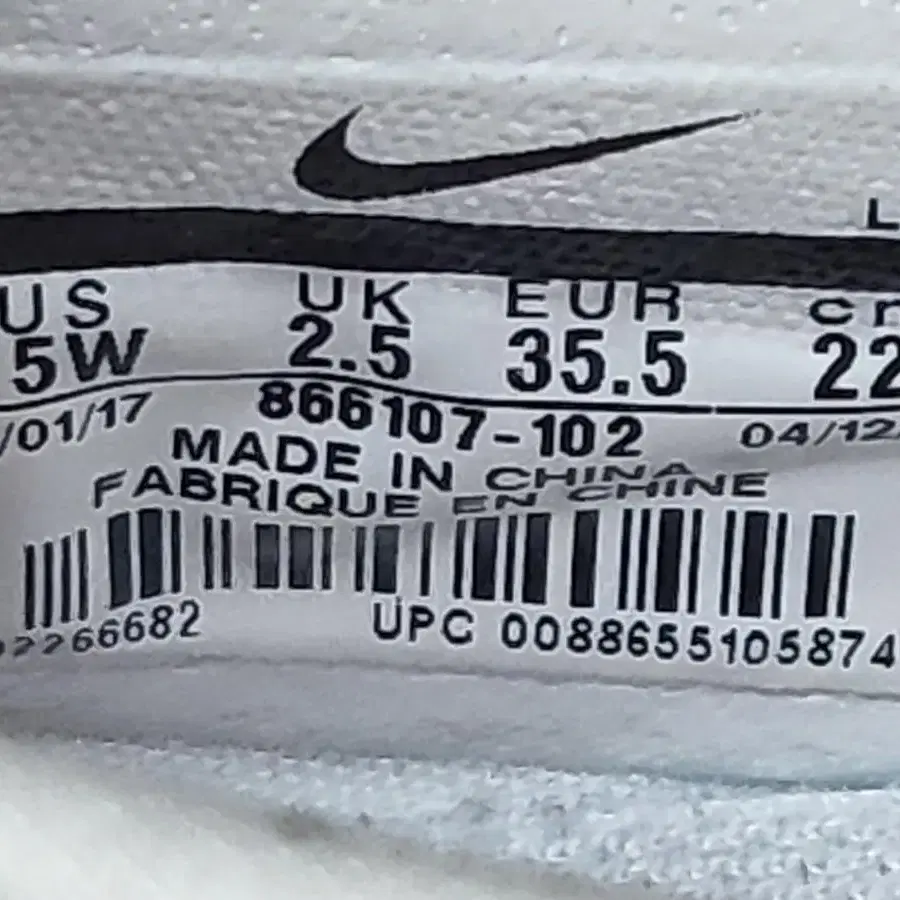 L
US UK EUR cm
5W 2.5 35.5 22
/01/17 866107-102 04/12/
MADE IN CHINA
FABRIQUE EN CHINE
2266682 UPC 0088655105874